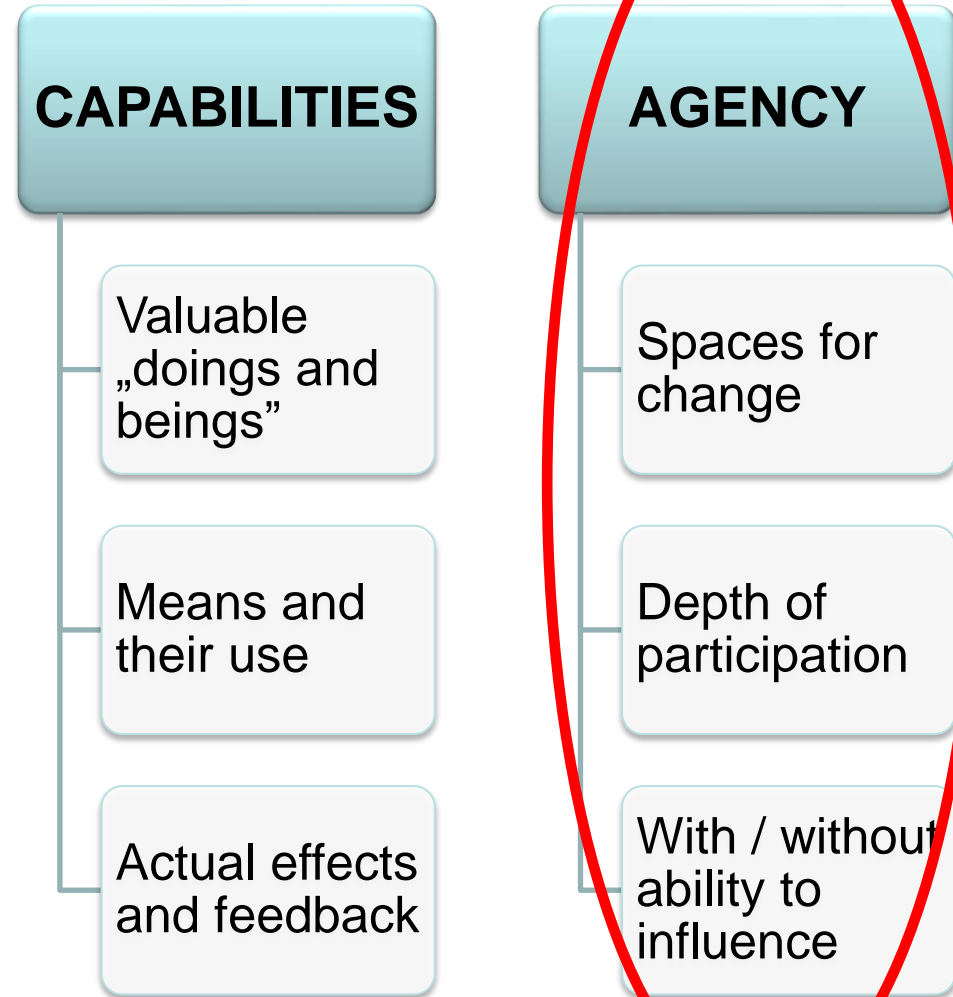 CAPABILITIES
Valuable
„doings and
beings”
Means and
their use
Actual effects
and feedback
AGENCY
Spaces for
change
Depth of
participation
With / without
ability to
influence